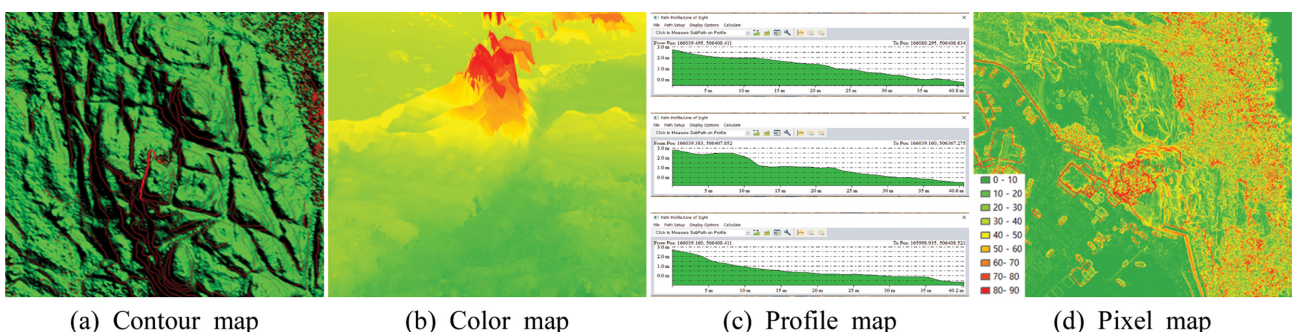 Path Profile/Line of Sight
File Path Setup Display Options Calculate
Click to Measure SubPath on Profile
From Pos: 166039.495, 506408.411 To Pos: 166080.295, 506408.634
3.0 m
2.0 m
1.0 m
0.0 m
5 m 10 m 15 m 20 m 25 m 30 m 35 m 40.8 m
Path Profile/Line of Sight
File Path Setup Display Options Calculate
Click to Measure SubPath on Profile
From Pos: 166039.383, 506407.852 To Pos: 166039.160, 506367.275
3.0 m
2.0 m
1.0 m
0.0 m
5 m 10 m 15 m 20 m 25 m 30 m 35 m 40.6 m
Path Profile/Line of Sight
File Path Setup Display Options Calculate
Click to Measure SubPath on Profile
From Pos: 166039.160, 506408.411 To Pos: 165998.935, 506408.523
3.0 m
2.0 m
1.0 m
0.0 m
5 m 10 m 15 m 20 m 25 m 30 m 35 m 40.2 m
0 - 10
10 - 20
20 - 30
30 - 40
40 - 50
50 - 60
60- 70
70 - 80
80- 90
(a) Contour map (b) Color map (c) Profile map (d) Pixel map